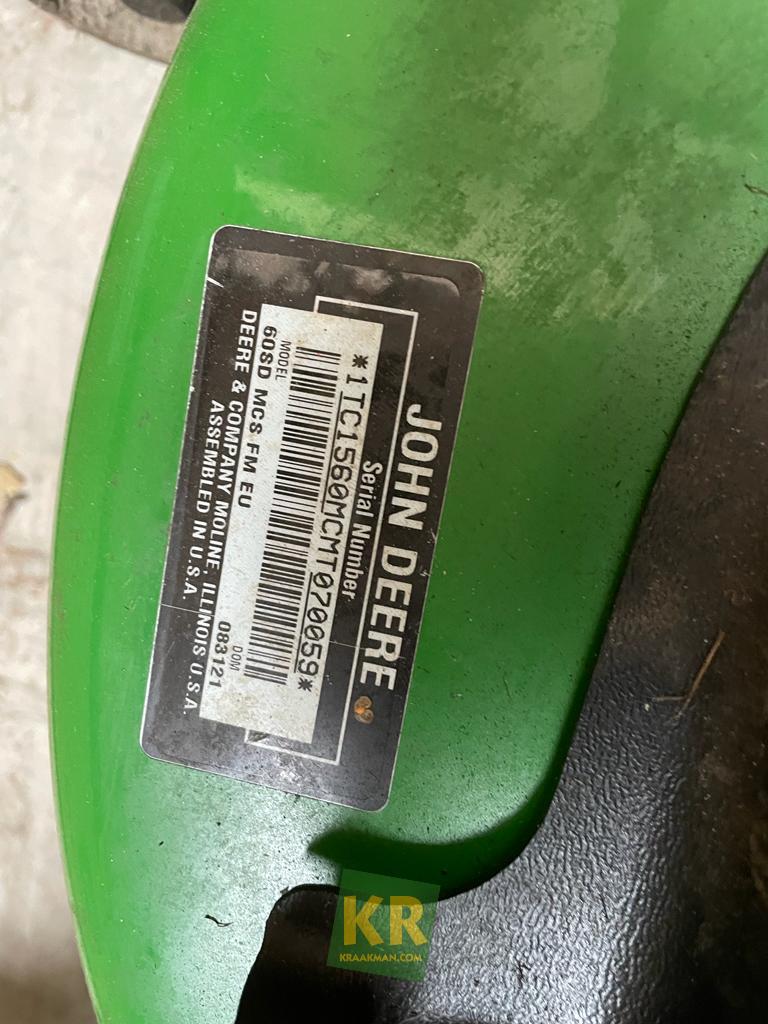 JOHN DEERE
Serial Number
*1TC1560MCMT070059*
MODEL
DOM
60SD MCS FM EU
083121
DEERE & COMPANY MOLINE, ILLINOIS U.S.A.
ASSEMBLED IN U.S.A.
KR
KRAAKMAN.COM